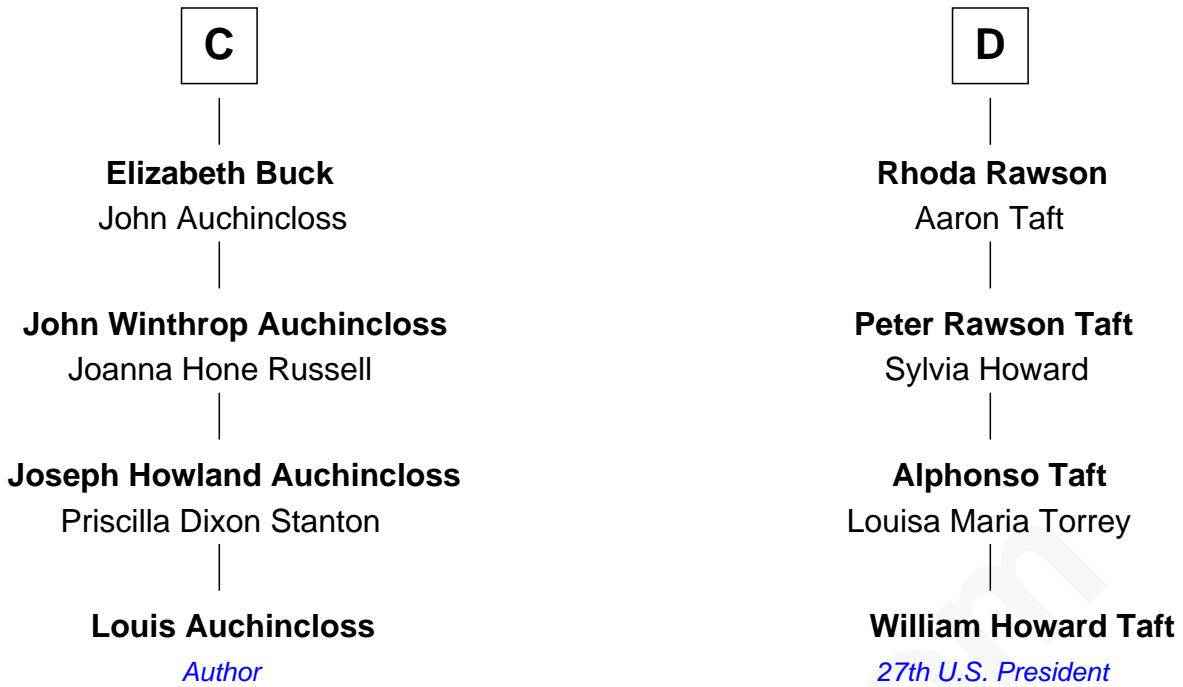 C
Elizabeth Buck
John Auchincloss
John Winthrop Auchincloss
Joanna Hone Russell
Joseph Howland Auchincloss
Priscilla Dixon Stanton
Louis Auchincloss
Author
D
Rhoda Rawson
Aaron Taft
Peter Rawson Taft
Sylvia Howard
Alphonso Taft
Louisa Maria Torrey
William Howard Taft
27th U.S. President
om